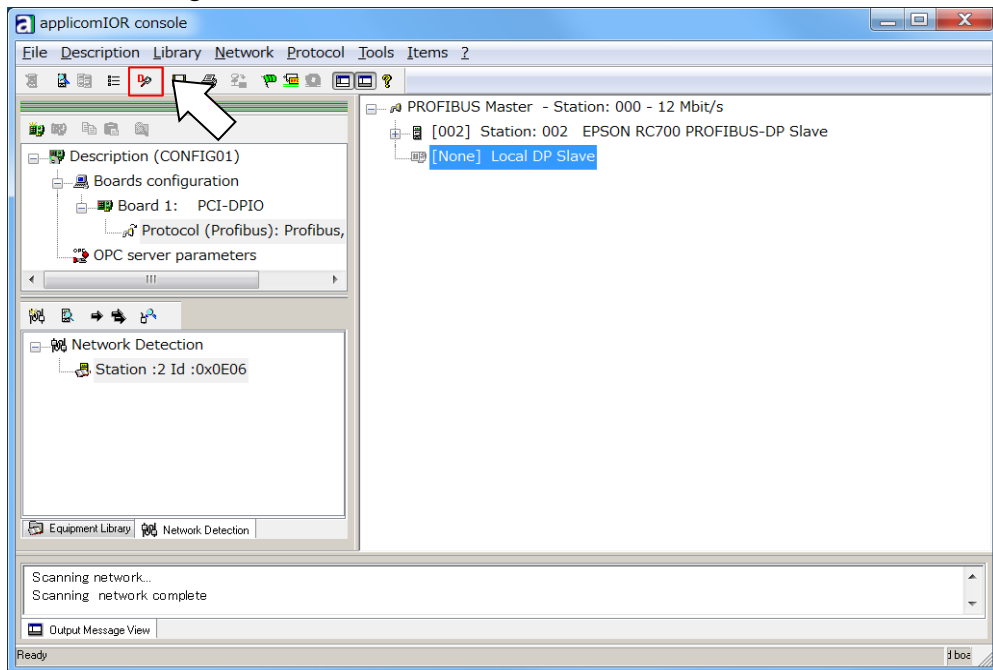 applicomIOR console
File Description Library Network Protocol Tools Items ?
Description (CONFIG01)
Boards configuration
Board 1: PCI-DPIO
Protocol (Profibus): Profibus,
OPC server parameters
Network Detection
Station :2 Id :0x0E06
Equipment Library Network Detection
PROFIBUS Master - Station: 000 - 12 Mbit/s
[002] Station: 002 EPSON RC700 PROFIBUS-DP Slave
[None] Local DP Slave
Scanning network...
Scanning network complete
Output Message View
Ready